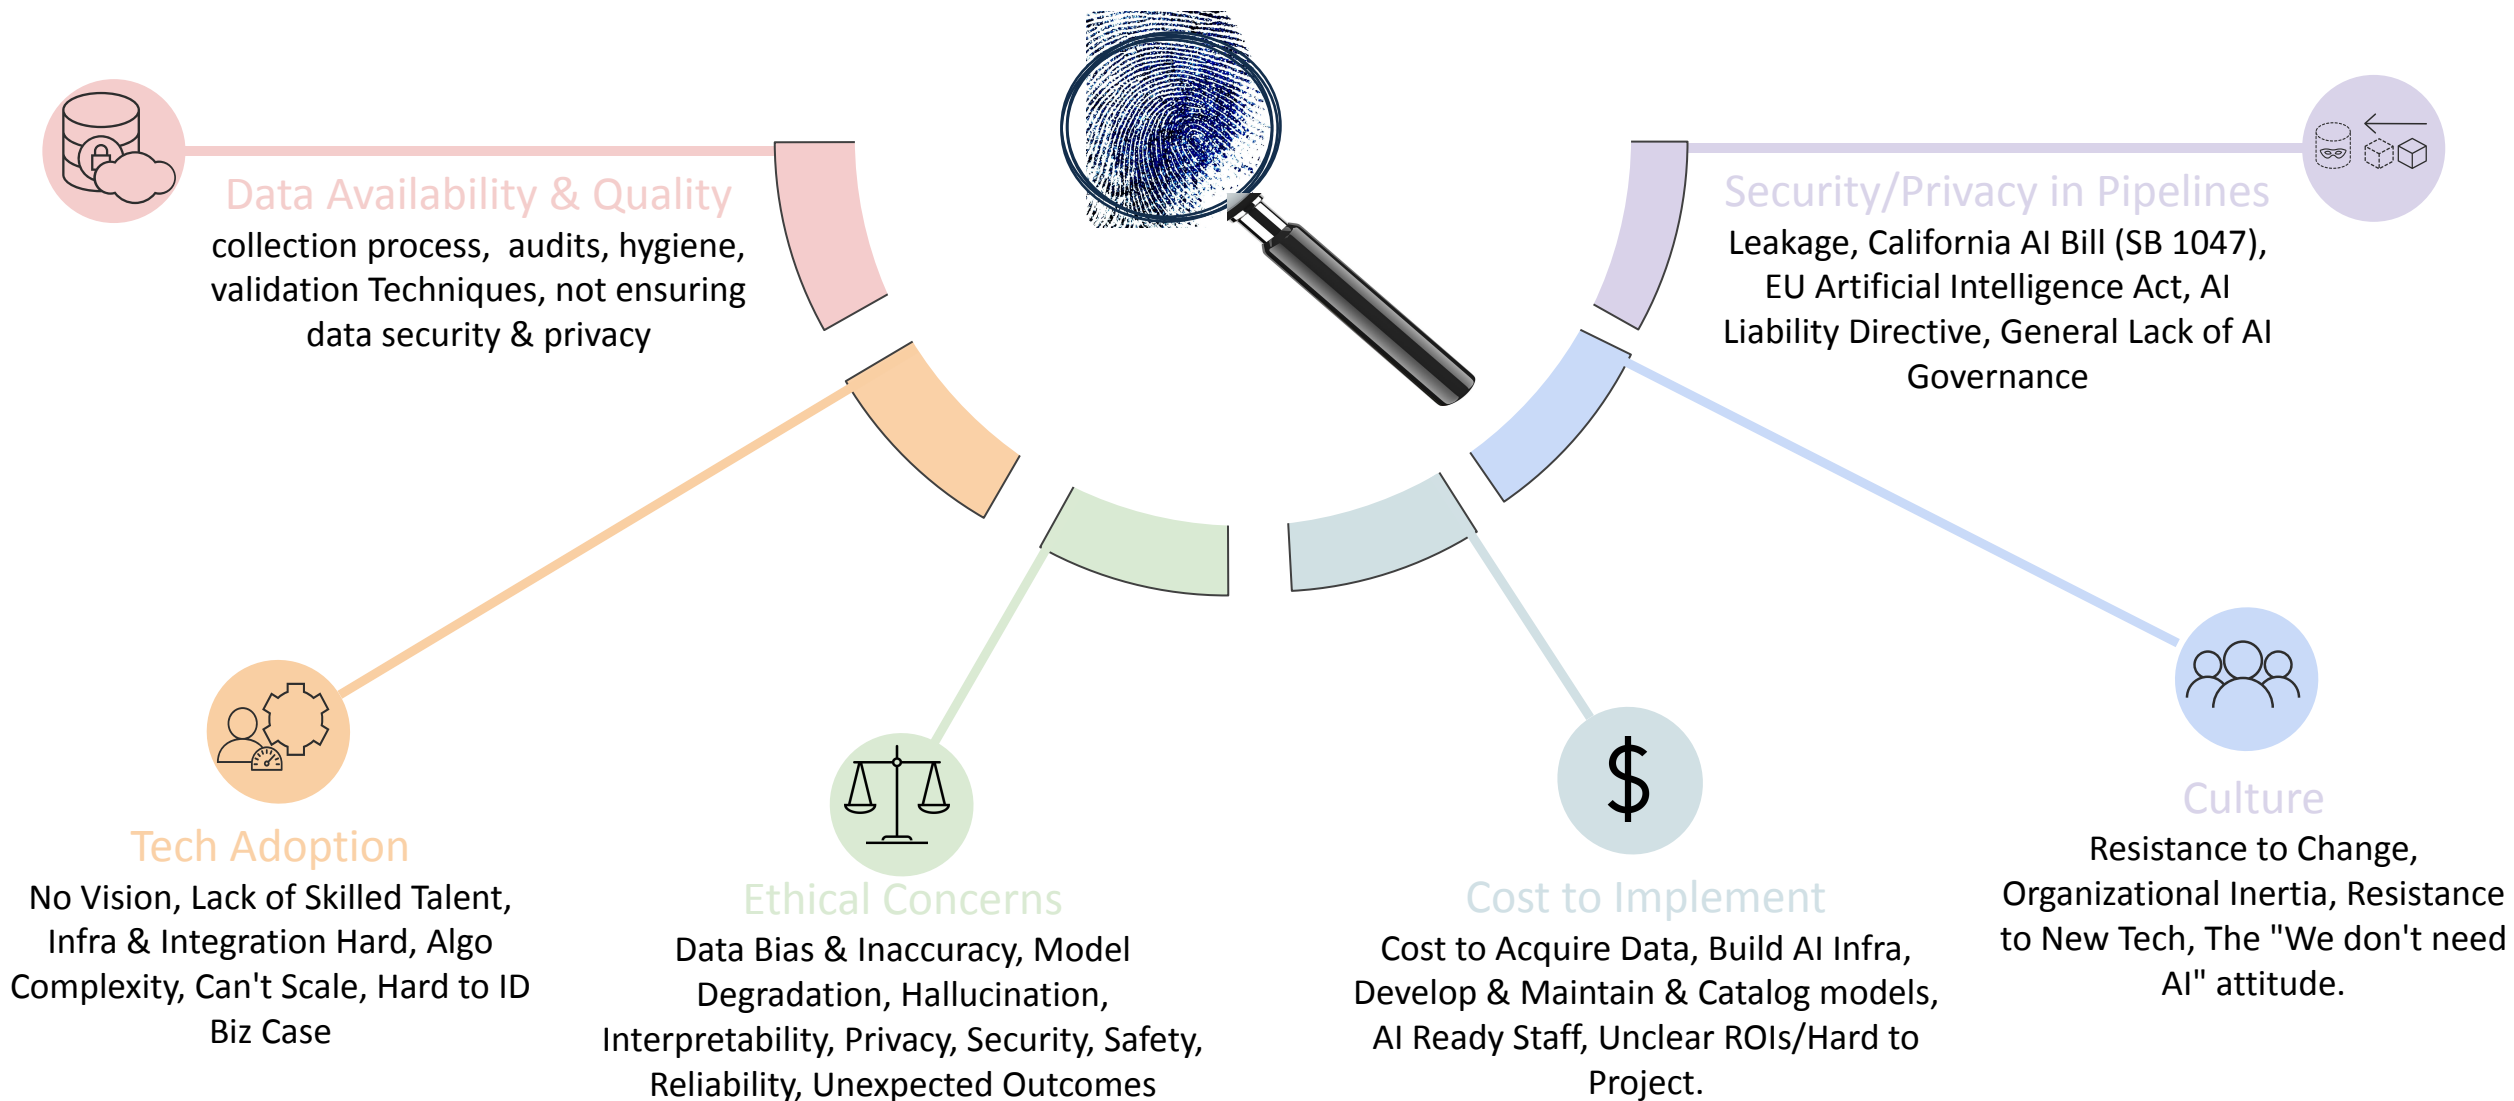 Data Availability & Quality
collection process, audits, hygiene,
validation Techniques, not ensuring
data security & privacy
Security/Privacy in Pipelines
Leakage, California AI Bill (SB 1047),
EU Artificial Intelligence Act, AI
Liability Directive, General Lack of AI
Governance
Tech Adoption
No Vision, Lack of Skilled Talent,
Infra & Integration Hard, Algo
Complexity, Can't Scale, Hard to ID
Biz Case
Ethical Concerns
Data Bias & Inaccuracy, Model
Degradation, Hallucination,
Interpretability, Privacy, Security, Safety,
Reliability, Unexpected Outcomes
$
Cost to Implement
Cost to Acquire Data, Build AI Infra,
Develop & Maintain & Catalog models,
AI Ready Staff, Unclear ROIs/Hard to
Project.
Culture
Resistance to Change,
Organizational Inertia, Resistance
to New Tech, The "We don't need
AI" attitude.